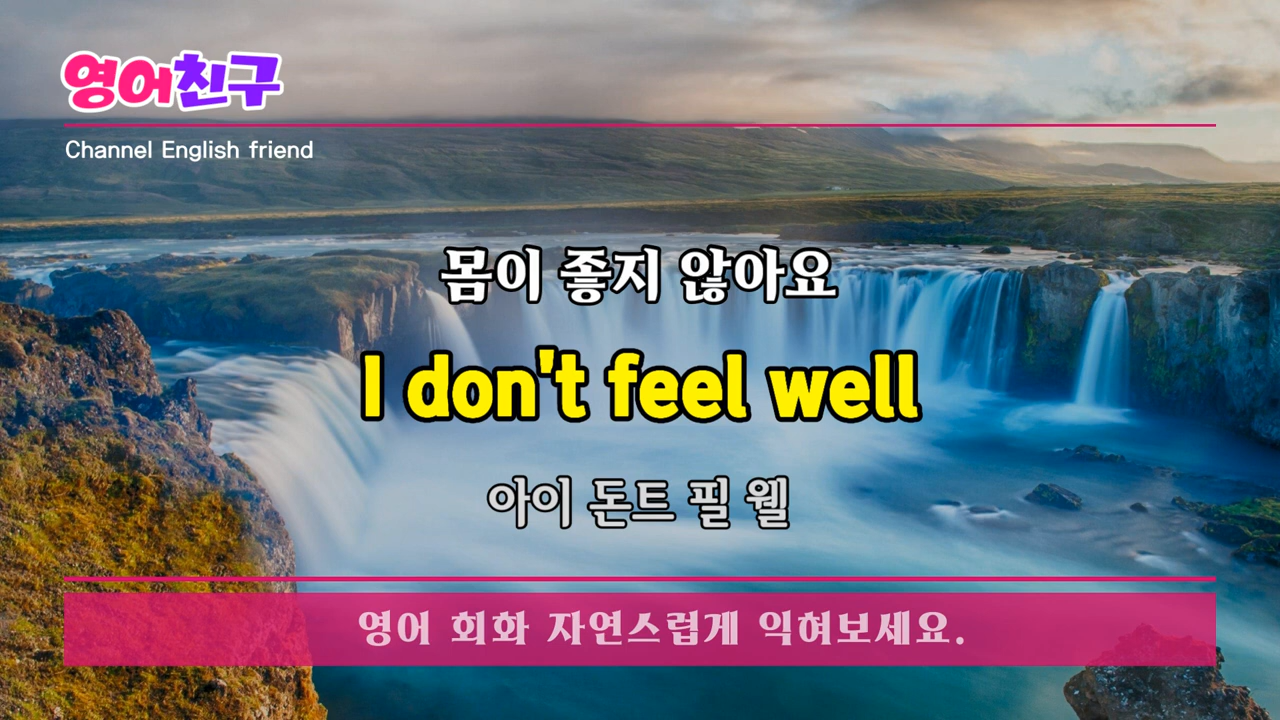 영어친구
Channel English friend
몸이 좋지 않아요
I don't feel well
아이 돈트 필 웰
영어 회화 자연스럽게 익혀보세요.